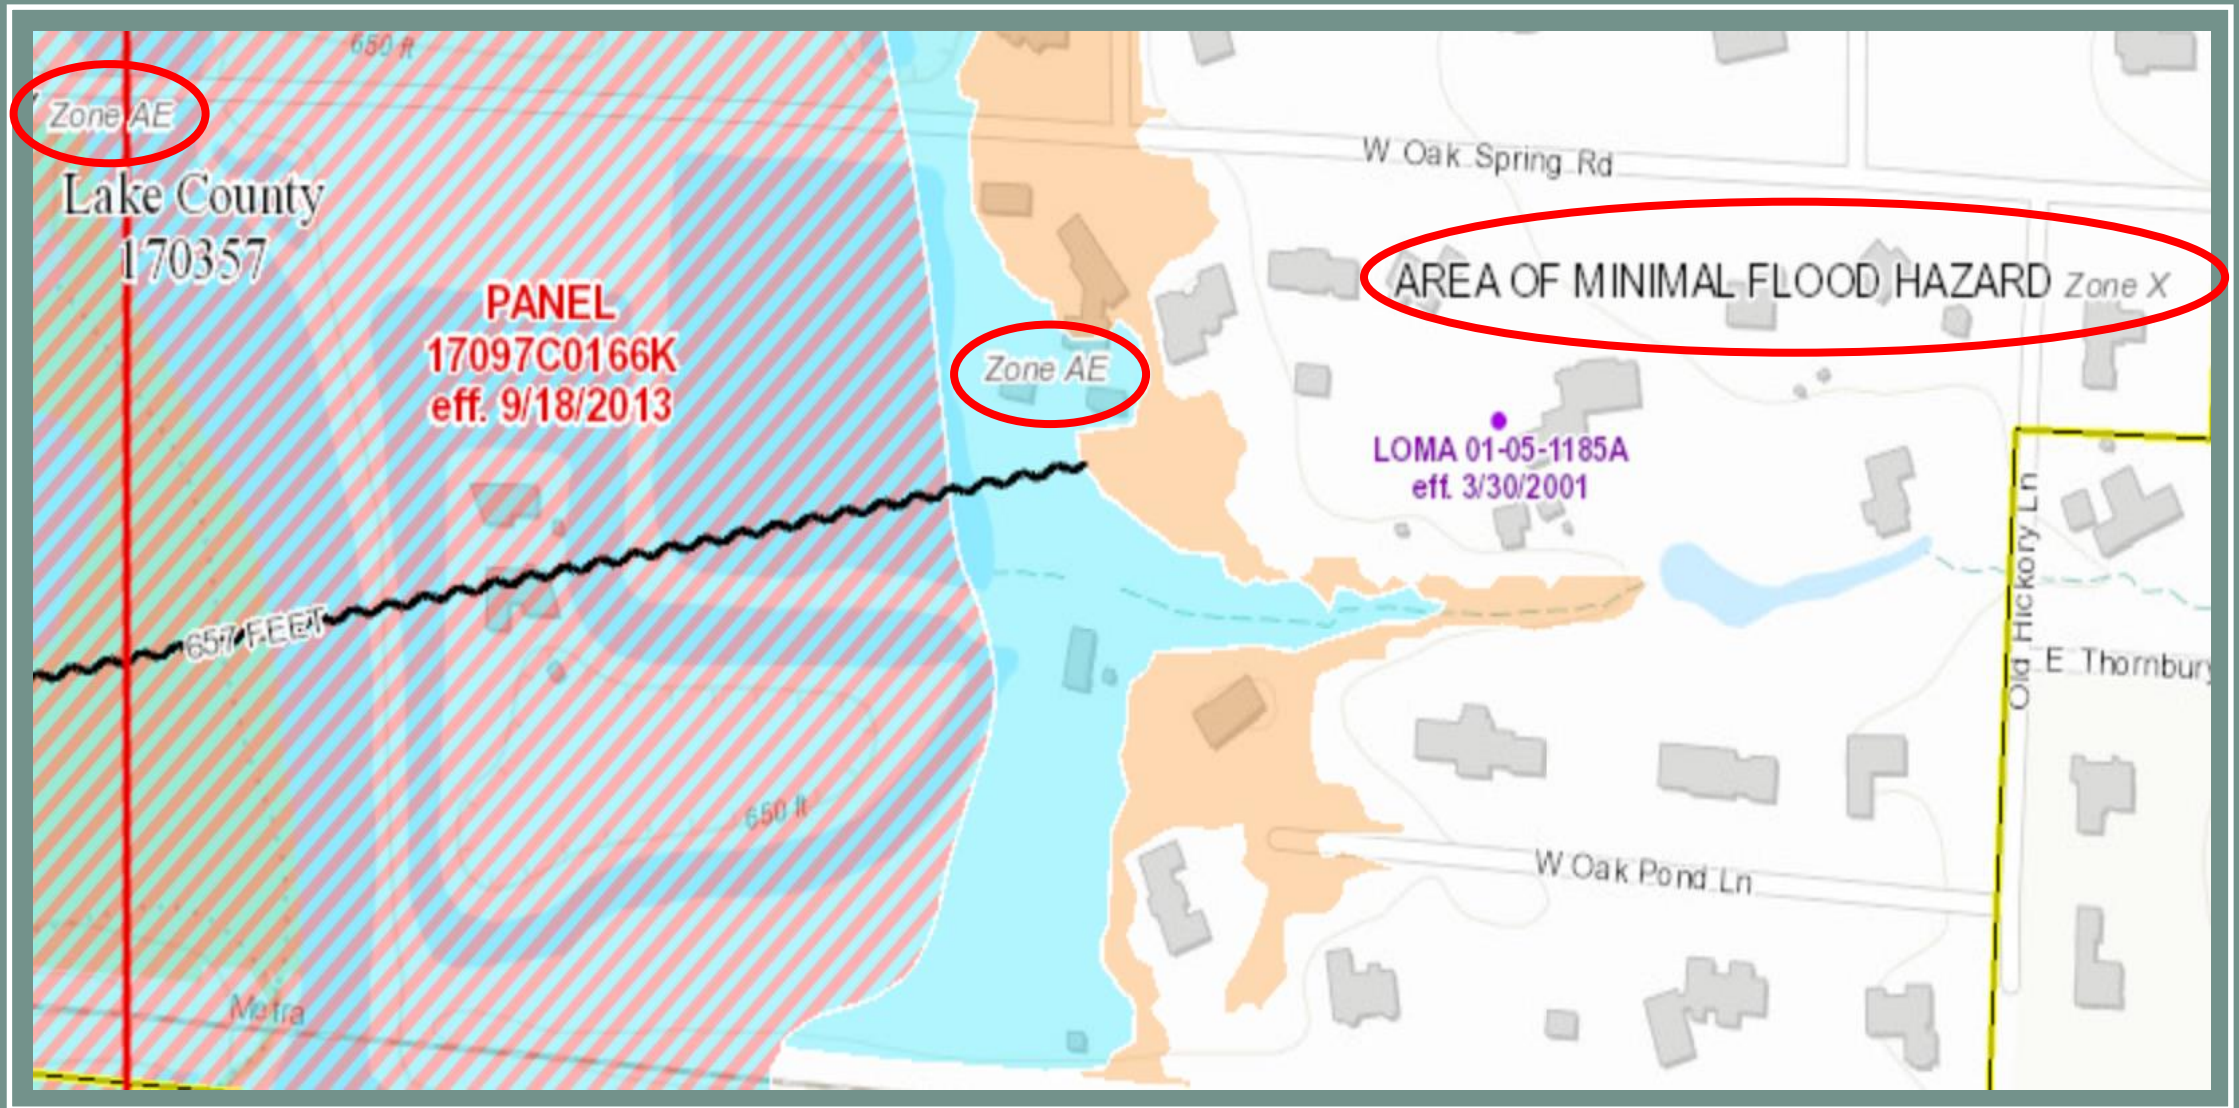 650 ft
Zone AE
Lake County
170357
PANEL
17097C0166K
eff. 9/18/2013
W Oak Spring Rd
AREA OF MINIMAL FLOOD HAZARD Zone X
Zone AE
LOMA 01-05-1185A
eff. 3/30/2001
657 FEET
Old Hickory Ln
E Thornbury
650 ft
W Oak Pond Ln
Metra